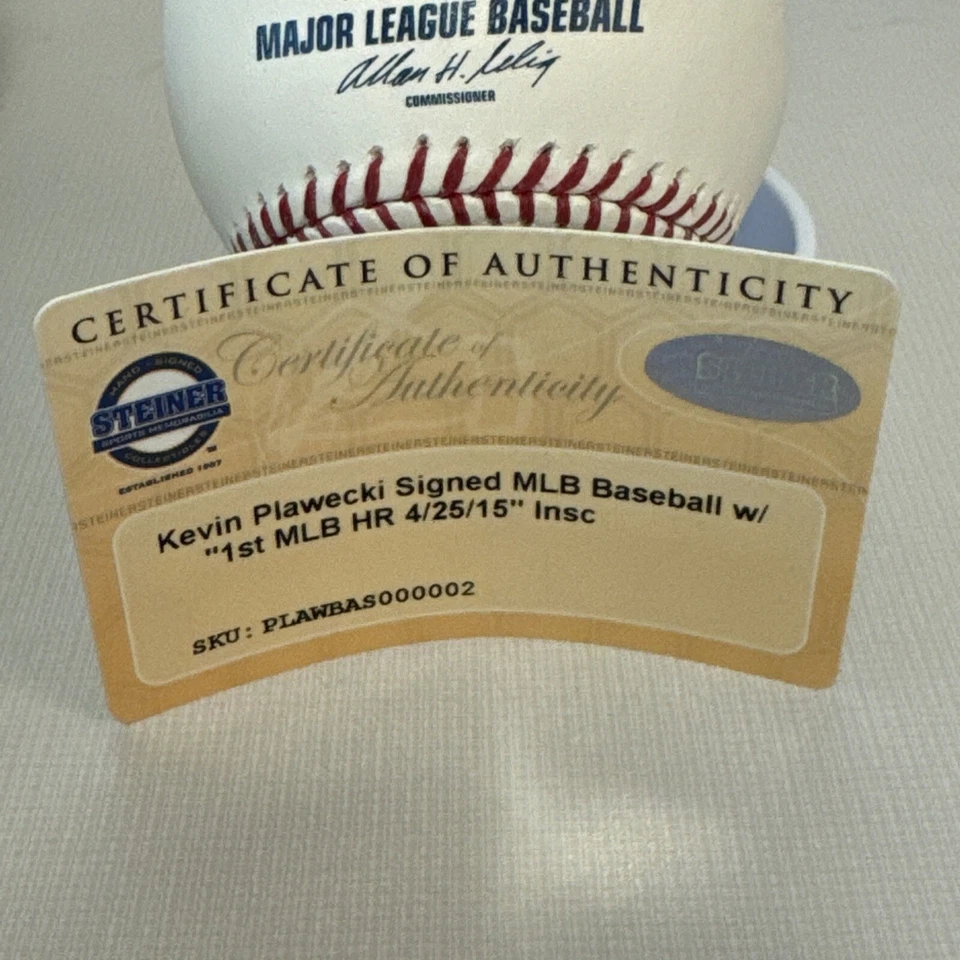 MAJOR LEAGUE BASEBALL
Allan H. Selig
COMMISSIONER
CERTIFICATE OF AUTHENTICITY
Certificate of
Authenticity
HAND - SIGNED
STEINER
SPORTS MEMORABILIA
COLLECTIBLES
TM
ESTABLISHED 1987
Kevin Plawecki Signed MLB Baseball w/
"1st MLB HR 4/25/15" Insc
SKU: PLAWBAS000002